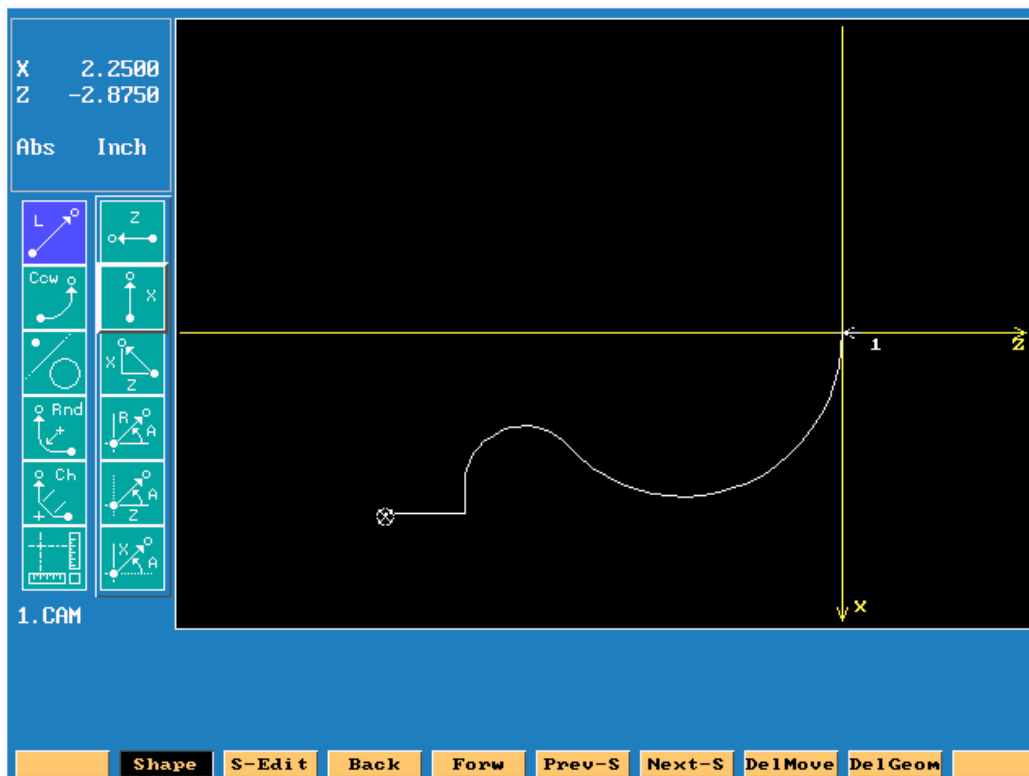 X 2.2500
Z -2.8750
Abs Inch
L
Z
Ccw
X
X
Z
Rnd
R
A
Ch
A
Z
X
A
1.CAM
1
Z
X
Shape S-Edit Back Forw Prev-S Next-S DelMove DelGeom